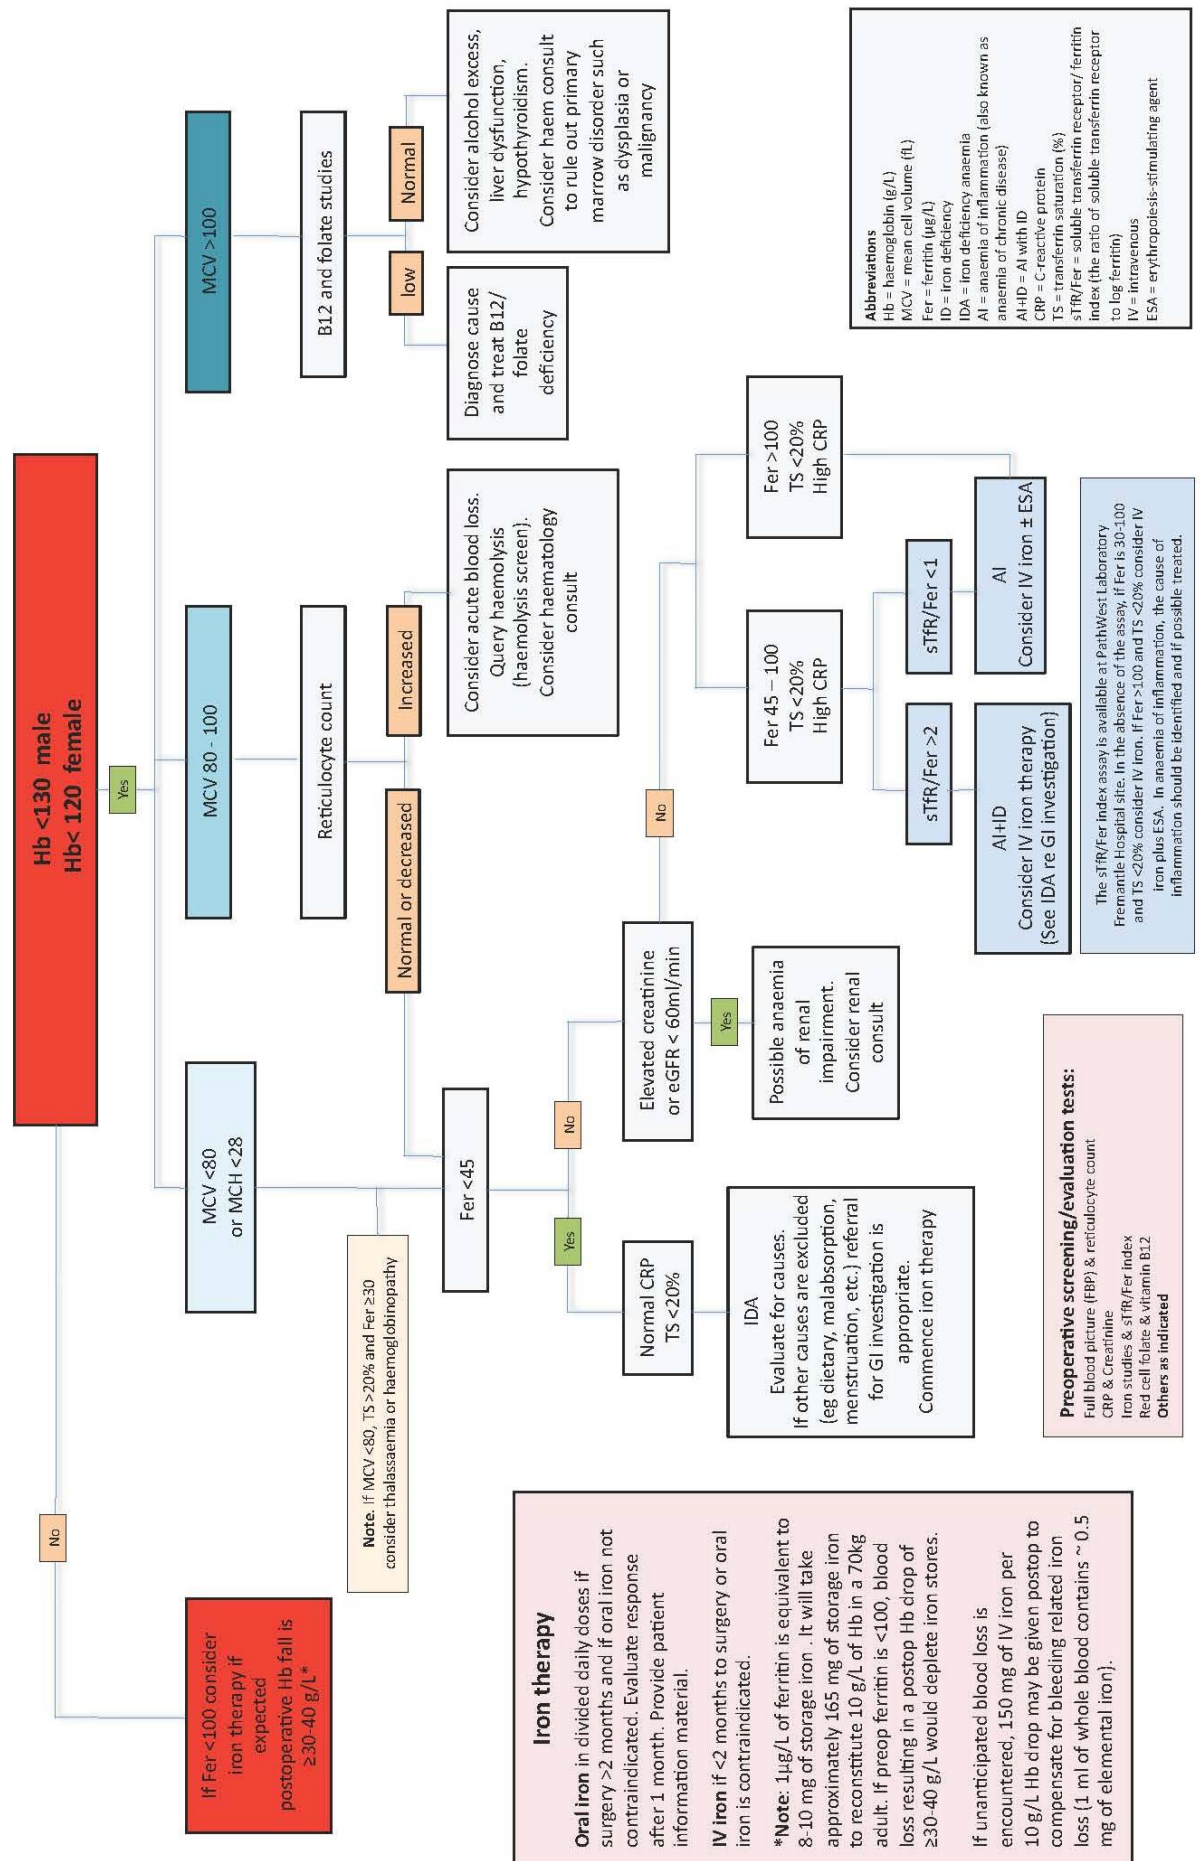 Hb <130 male
Hb< 120 female
No
Yes
If Fer <100 consider
iron therapy if
expected
postoperative Hb fall is
≥30-40 g/L*
MCV <80
or MCH <28
MCV 80 - 100
MCV >100
Note. If MCV <80, TS >20% and Fer ≥30
consider thalassaemia or haemoglobinopathy
Reticulocyte count
B12 and folate studies
Normal or decreased
Increased
low
Normal
Fer <45
Consider acute blood loss.
Query haemolysis
(haemolysis screen).
Consider haematology
consult
Diagnose cause
and treat B12/
folate
deficiency
Consider alcohol excess,
liver dysfunction,
hypothyroidism.
Consider haem consult
to rule out primary
marrow disorder such
as dysplasia or
malignancy
Yes
No
Normal CRP
TS <20%
Elevated creatinine
or eGFR < 60ml/min
No
Yes
IDA
Evaluate for causes.
If other causes are excluded
(eg dietary, malabsorption,
menstruation, etc.) referral
for GI investigation is
appropriate.
Commence iron therapy
Possible anaemia
of renal
impairment.
Consider renal
consult
Fer 45 – 100
TS <20%
High CRP
Fer >100
TS <20%
High CRP
sTfR/Fer >2
sTfR/Fer <1
AI+ID
Consider IV iron therapy
(See IDA re GI investigation)
AI
Consider IV iron ± ESA
The sTfR/Fer index assay is available at PathWest Laboratory
Fremantle Hospital site. In the absence of the assay, if Fer is 30-100
and TS <20% consider IV iron. If Fer >100 and TS <20% consider IV
iron plus ESA. In anaemia of inflammation, the cause of
inflammation should be identified and if possible treated.
Iron therapy
Oral iron in divided daily doses if
surgery >2 months and if oral iron not
contraindicated. Evaluate response
after 1 month. Provide patient
information material.
IV iron if <2 months to surgery or oral
iron is contraindicated.
*Note: 1µg/L of ferritin is equivalent to
8-10 mg of storage iron . It will take
approximately 165 mg of storage iron
to reconstitute 10 g/L of Hb in a 70kg
adult. If preop ferritin is <100, blood
loss resulting in a postop Hb drop of
≥30-40 g/L would deplete iron stores.
If unanticipated blood loss is
encountered, 150 mg of IV iron per
10 g/L Hb drop may be given postop to
compensate for bleeding related iron
loss (1 ml of whole blood contains ~ 0.5
mg of elemental iron).
Preoperative screening/evaluation tests:
Full blood picture (FBP) & reticulocyte count
CRP & Creatinine
Iron studies & sTfR/Fer index
Red cell folate & vitamin B12
Others as indicated
Abbreviations
Hb = haemoglobin (g/L)
MCV = mean cell volume (fL)
Fer = ferritin (µg/L)
ID = iron deficiency
IDA = iron deficiency anaemia
AI = anaemia of inflammation (also known as
anaemia of chronic disease)
AI+ID = AI with ID
CRP = C-reactive protein
TS = transferrin saturation (%)
sTfR/Fer = soluble transferrin receptor/ ferritin
index (the ratio of soluble transferrin receptor
to log ferritin)
IV = intravenous
ESA = erythropoiesis-stimulating agent